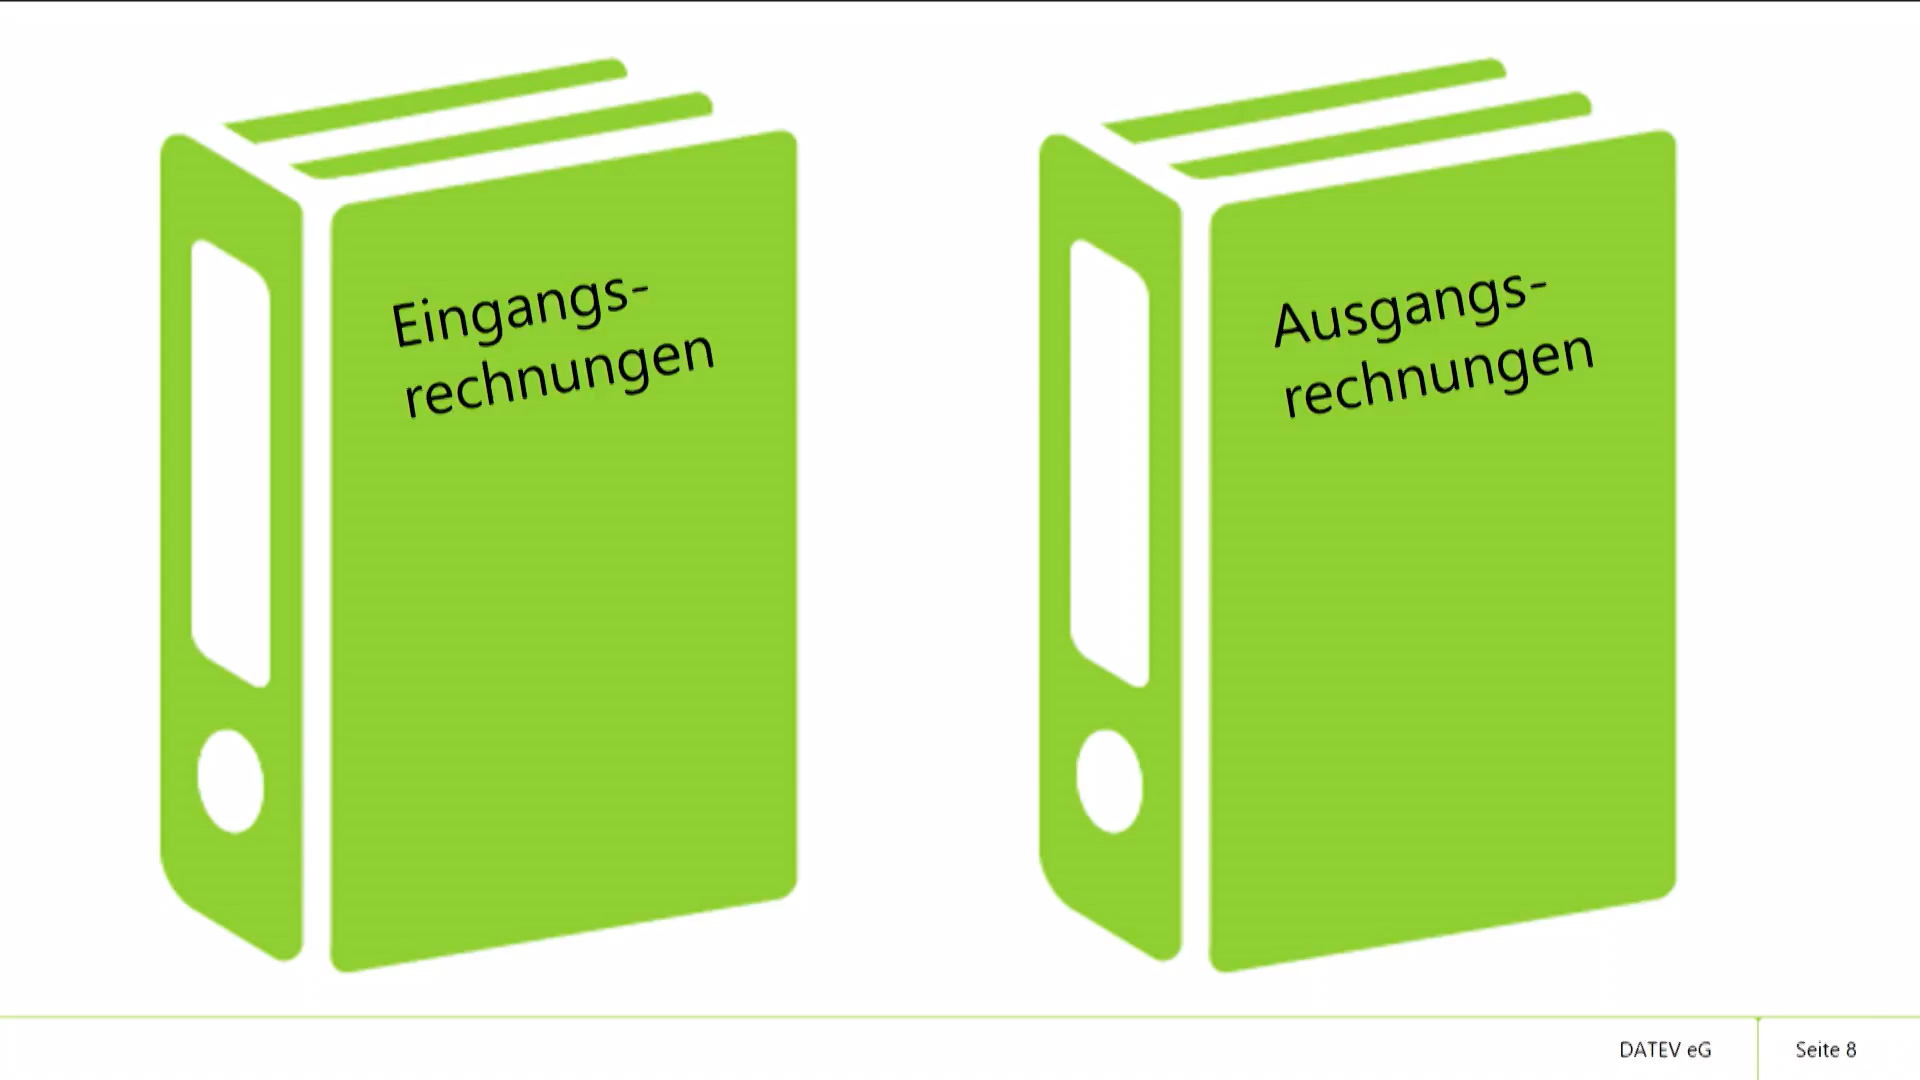 Eingangs-
rechnungen
Ausgangs-
rechnungen
DATEV eG
Seite 8